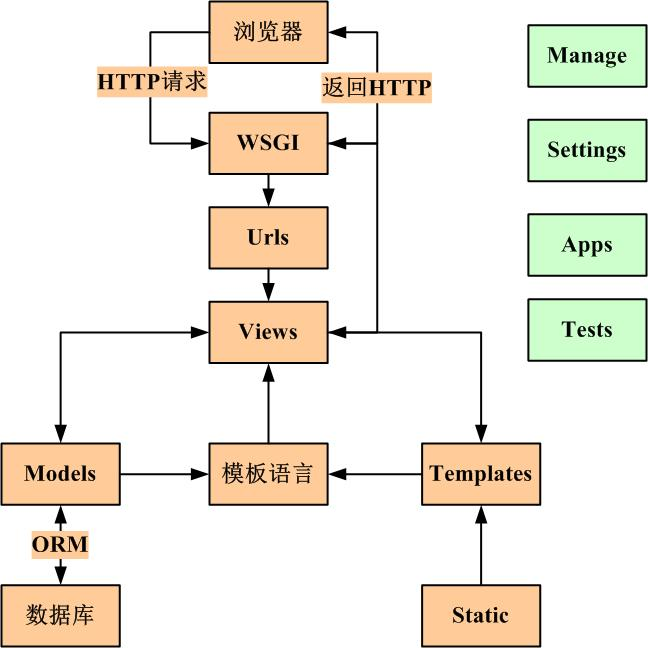 浏览器
Manage
HTTP请求
返回HTTP
WSGI
Settings
Urls
Apps
Views
Tests
Models
模板语言
Templates
ORM
数据库
Static